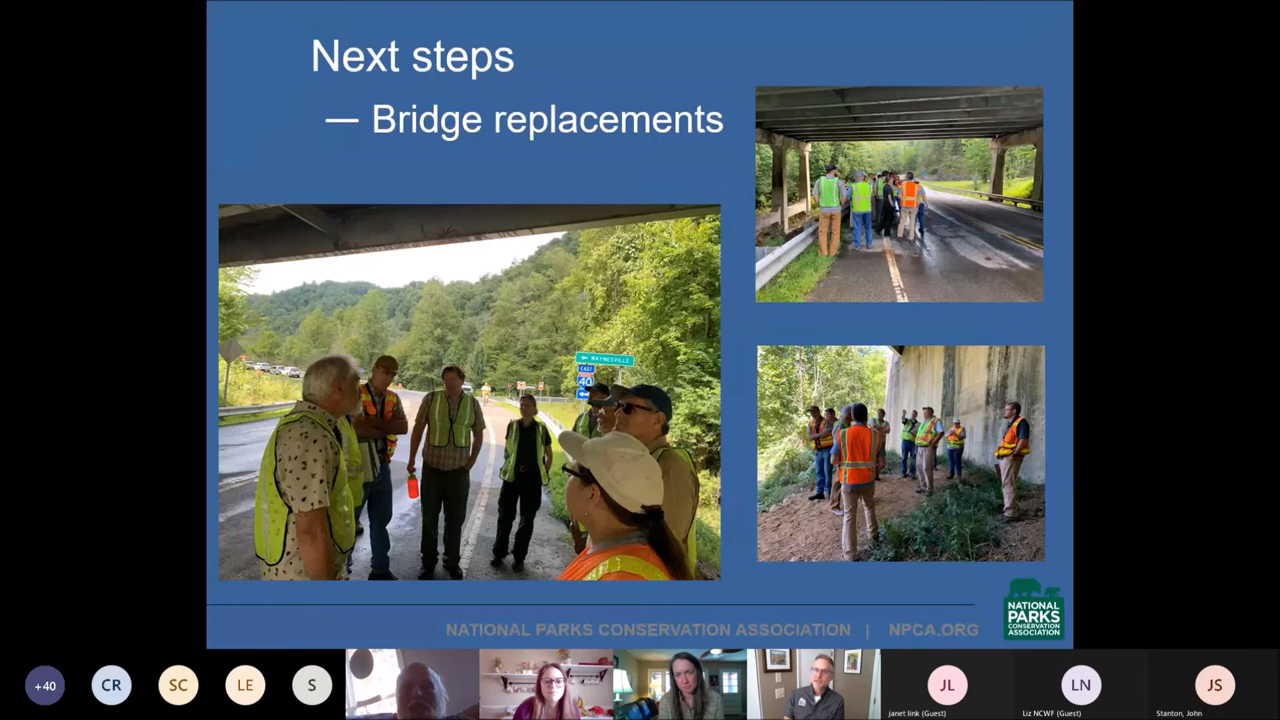 Next steps
— Bridge replacements
← WAYNESVILLE
EAST
40
NATIONAL PARKS CONSERVATION ASSOCIATION | NPCA.ORG
NATIONAL
PARKS
CONSERVATION
ASSOCIATION
+40
CR
SC
LE
S
JL
LN
JS
janet link (Guest)
Liz NCWF (Guest)
Stanton, John